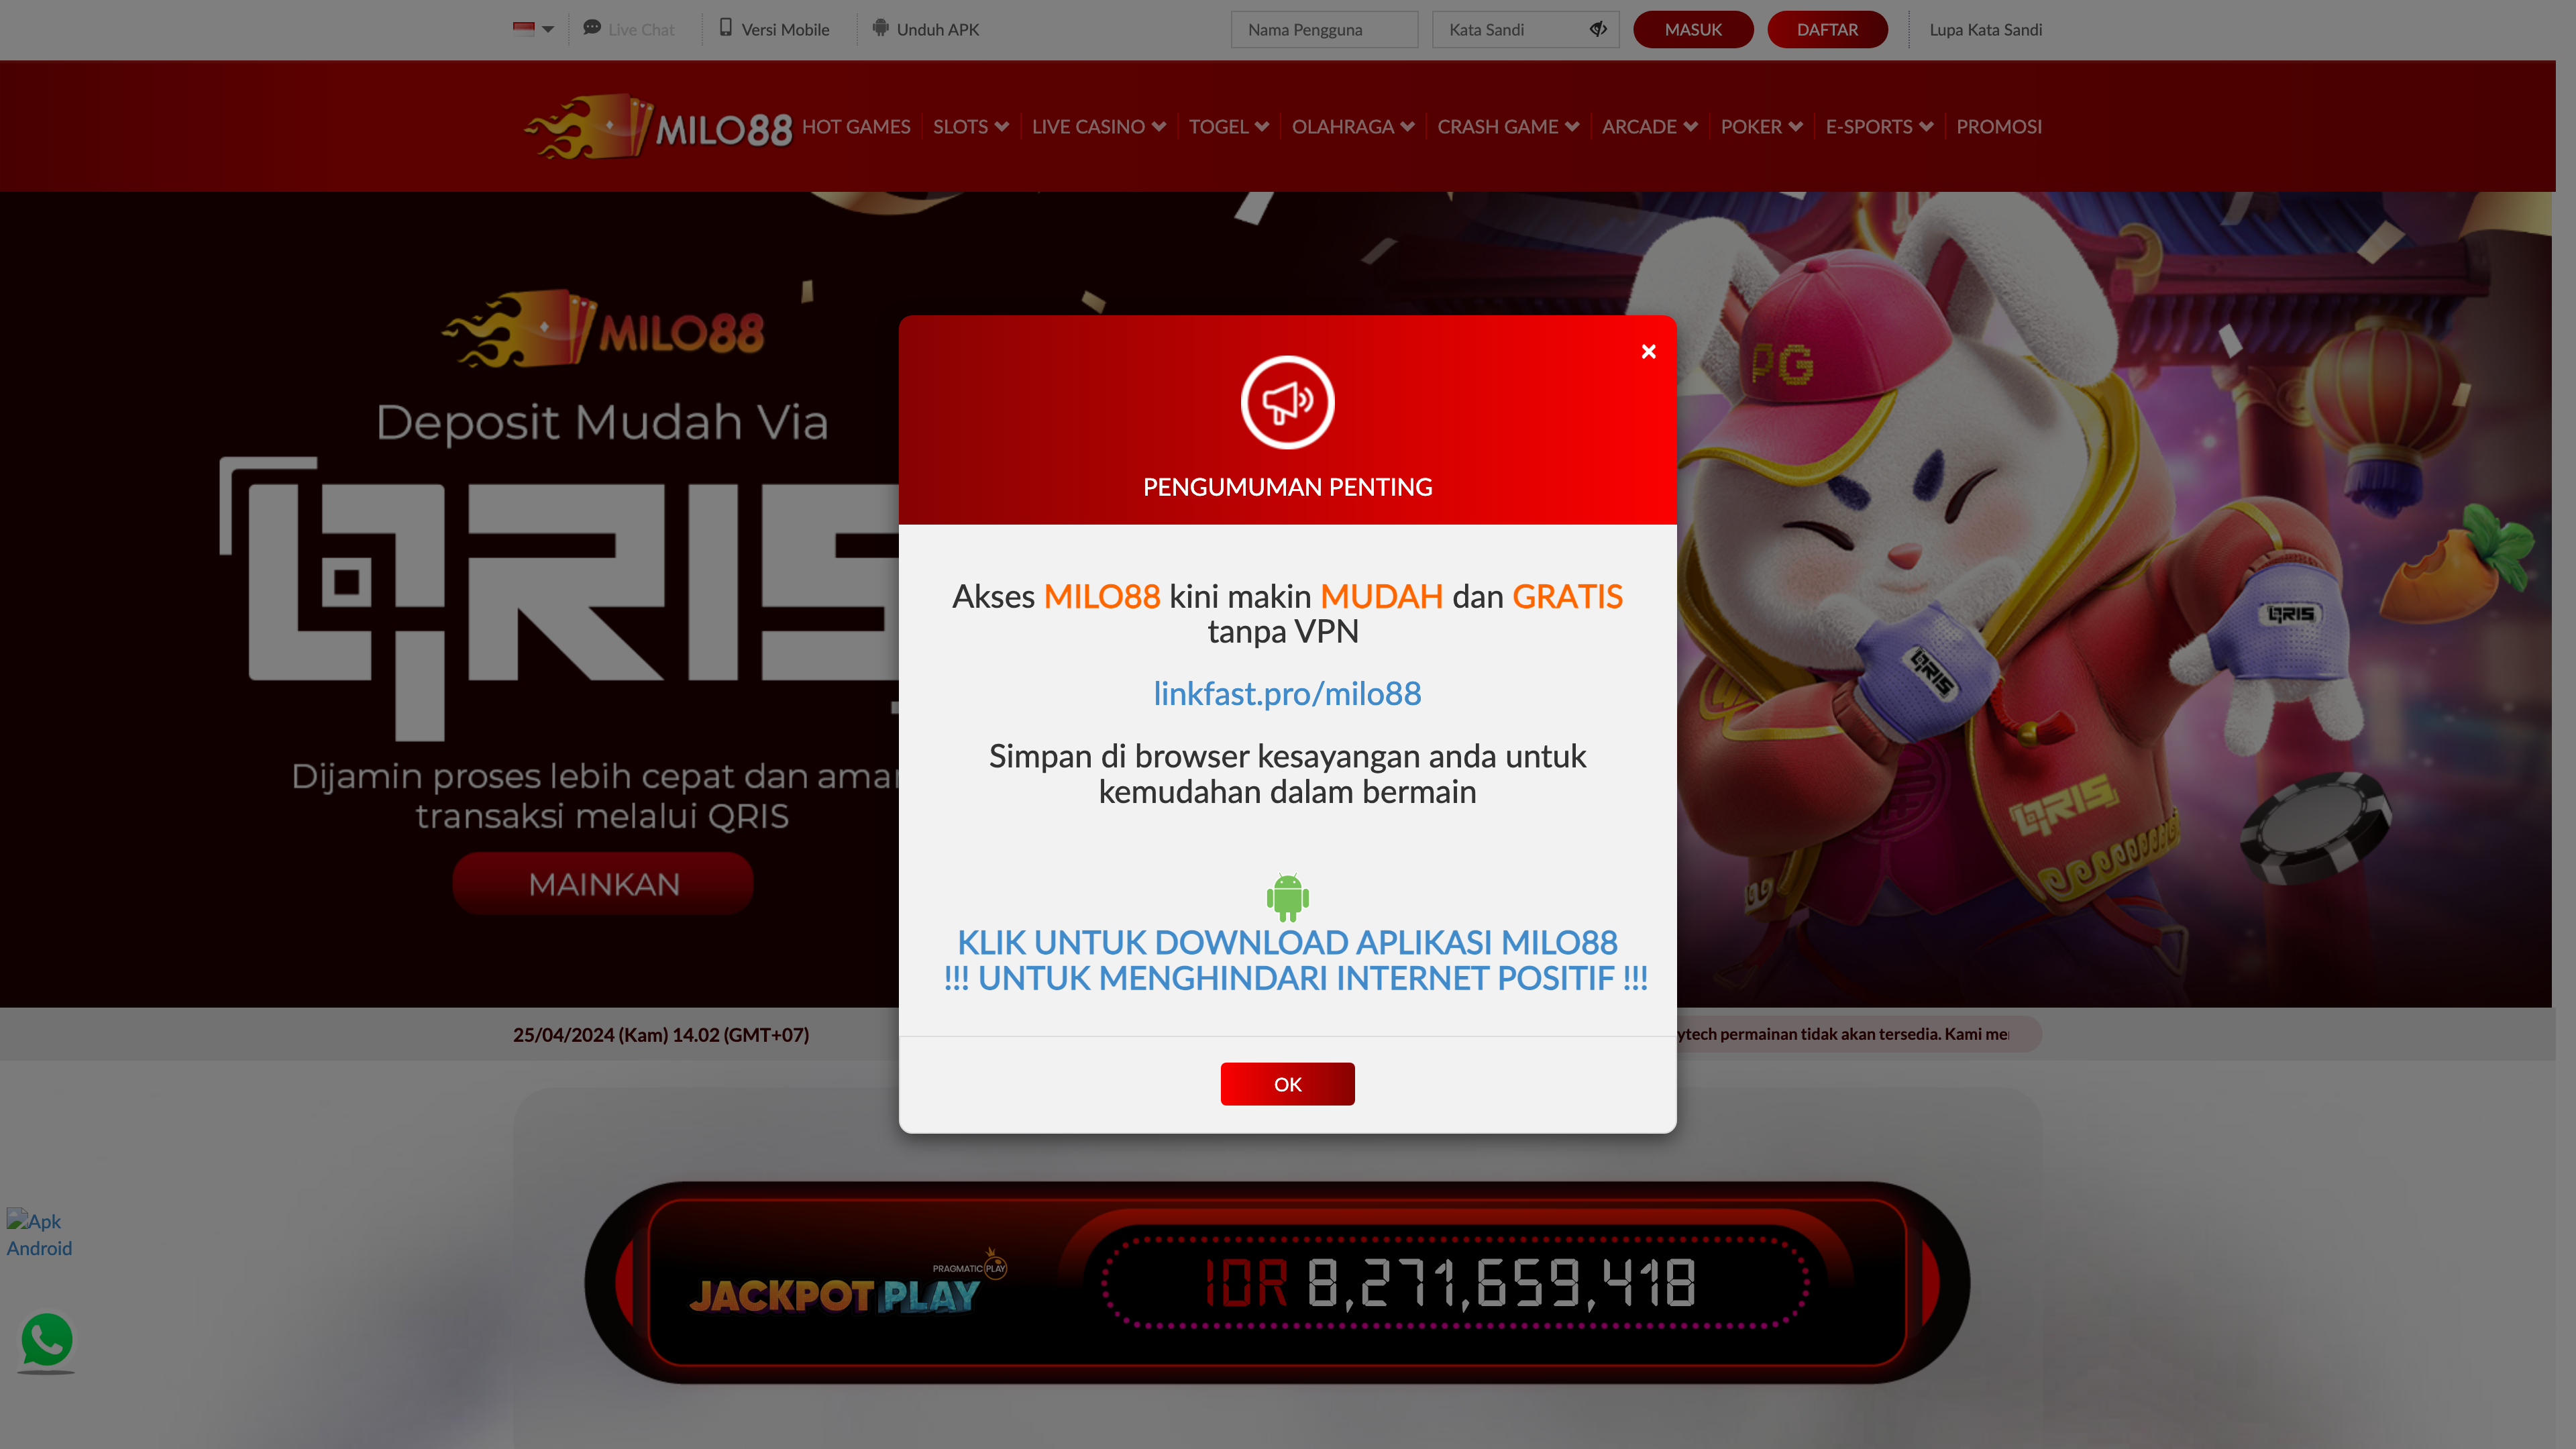 Live Chat
Versi Mobile
Unduh APK
Nama Pengguna
Kata Sandi
MASUK
DAFTAR
Lupa Kata Sandi
MILO88
HOT GAMES
SLOTS
LIVE CASINO
TOGEL
OLAHRAGA
CRASH GAME
ARCADE
POKER
E-SPORTS
PROMOSI
MILO88
Deposit Mudah Via
QRIS
Dijamin proses lebih cepat dan
transaksi melalui QRIS
MAINKAN
PG
QRIS
QRIS
QRIS
×
PENGUMUMAN PENTING
Akses MILO88 kini makin MUDAH dan GRATIS
tanpa VPN
linkfast.pro/milo88
Simpan di browser kesayangan anda untuk
kemudahan dalam bermain
KLIK UNTUK DOWNLOAD APLIKASI MILO88
!!! UNTUK MENGHINDARI INTERNET POSITIF !!!
OK
25/04/2024 (Kam) 14.02 (GMT+07)
ytech permainan tidak akan tersedia. Kami
Apk
Android
PRAGMATIC PLAY
JACKPOT PLAY
IDR 8,271,659,418